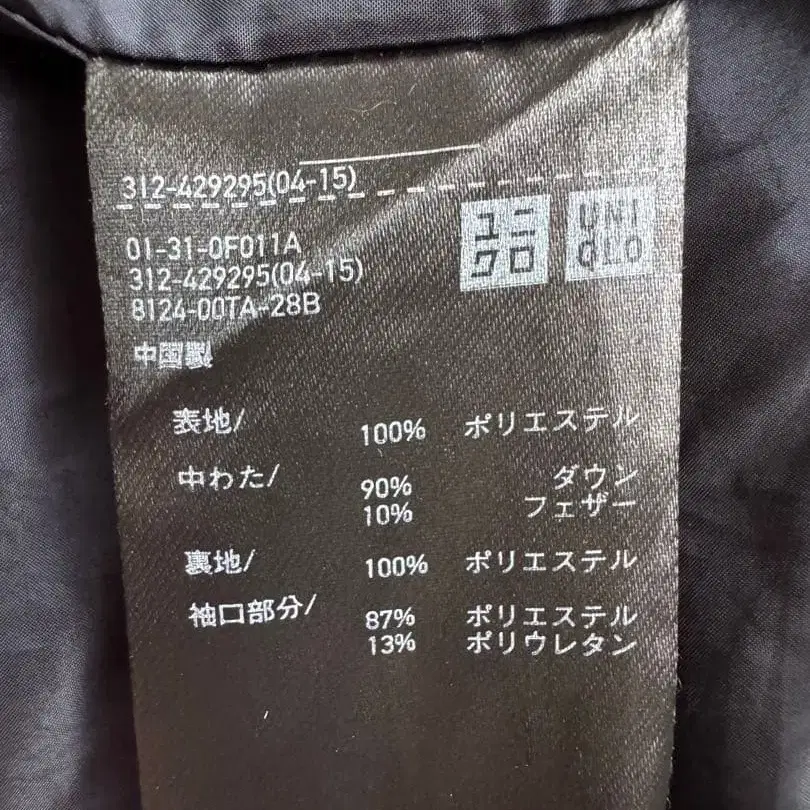 312-429295(04-15)
ユニ
クロ
UNI
QLO
01-31-0F011A
312-429295(04-15)
8124-00TA-28B
中国製
表地/ 100% ポリエステル
中わた/ 90% ダウン
10% フェザー
裏地/ 100% ポリエステル
袖口部分/ 87% ポリエステル
13% ポリウレタン